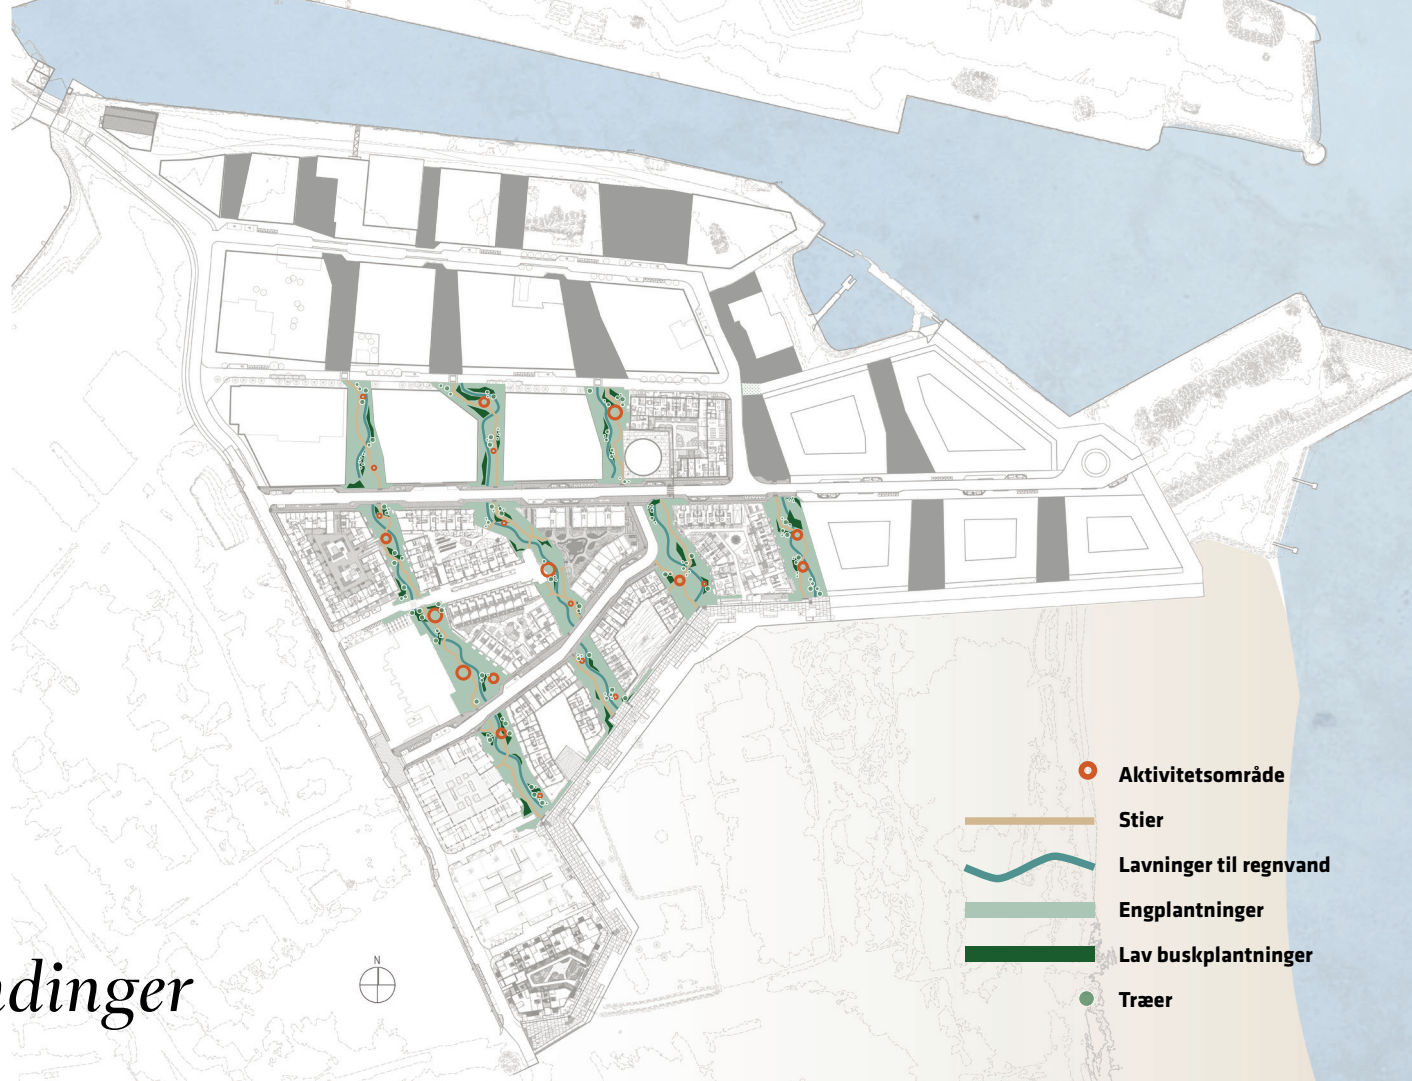 Aktivitetsområde
Stier
Lavninger til regnvand
Engplantninger
Lav buskplantninger
Træer
N
dinger